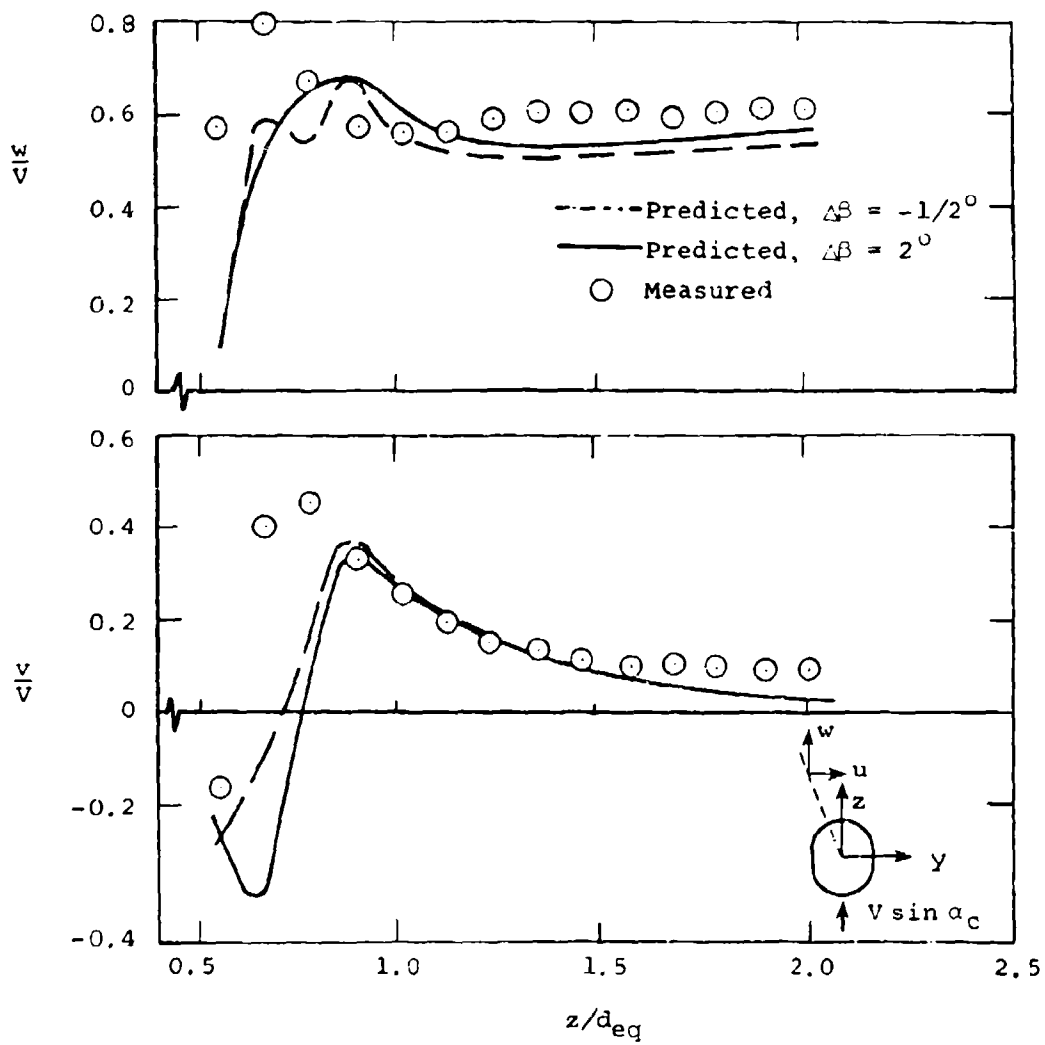 0.8
0.6
0.4
0.2
0
w/V
Predicted, Δβ = -1/2°
Predicted, Δβ = 2°
Measured
0.6
0.4
0.2
0
-0.2
-0.4
v/V
w
u
z
y
V sin α_c
0.5 1.0 1.5 2.0 2.5
z/d_eq